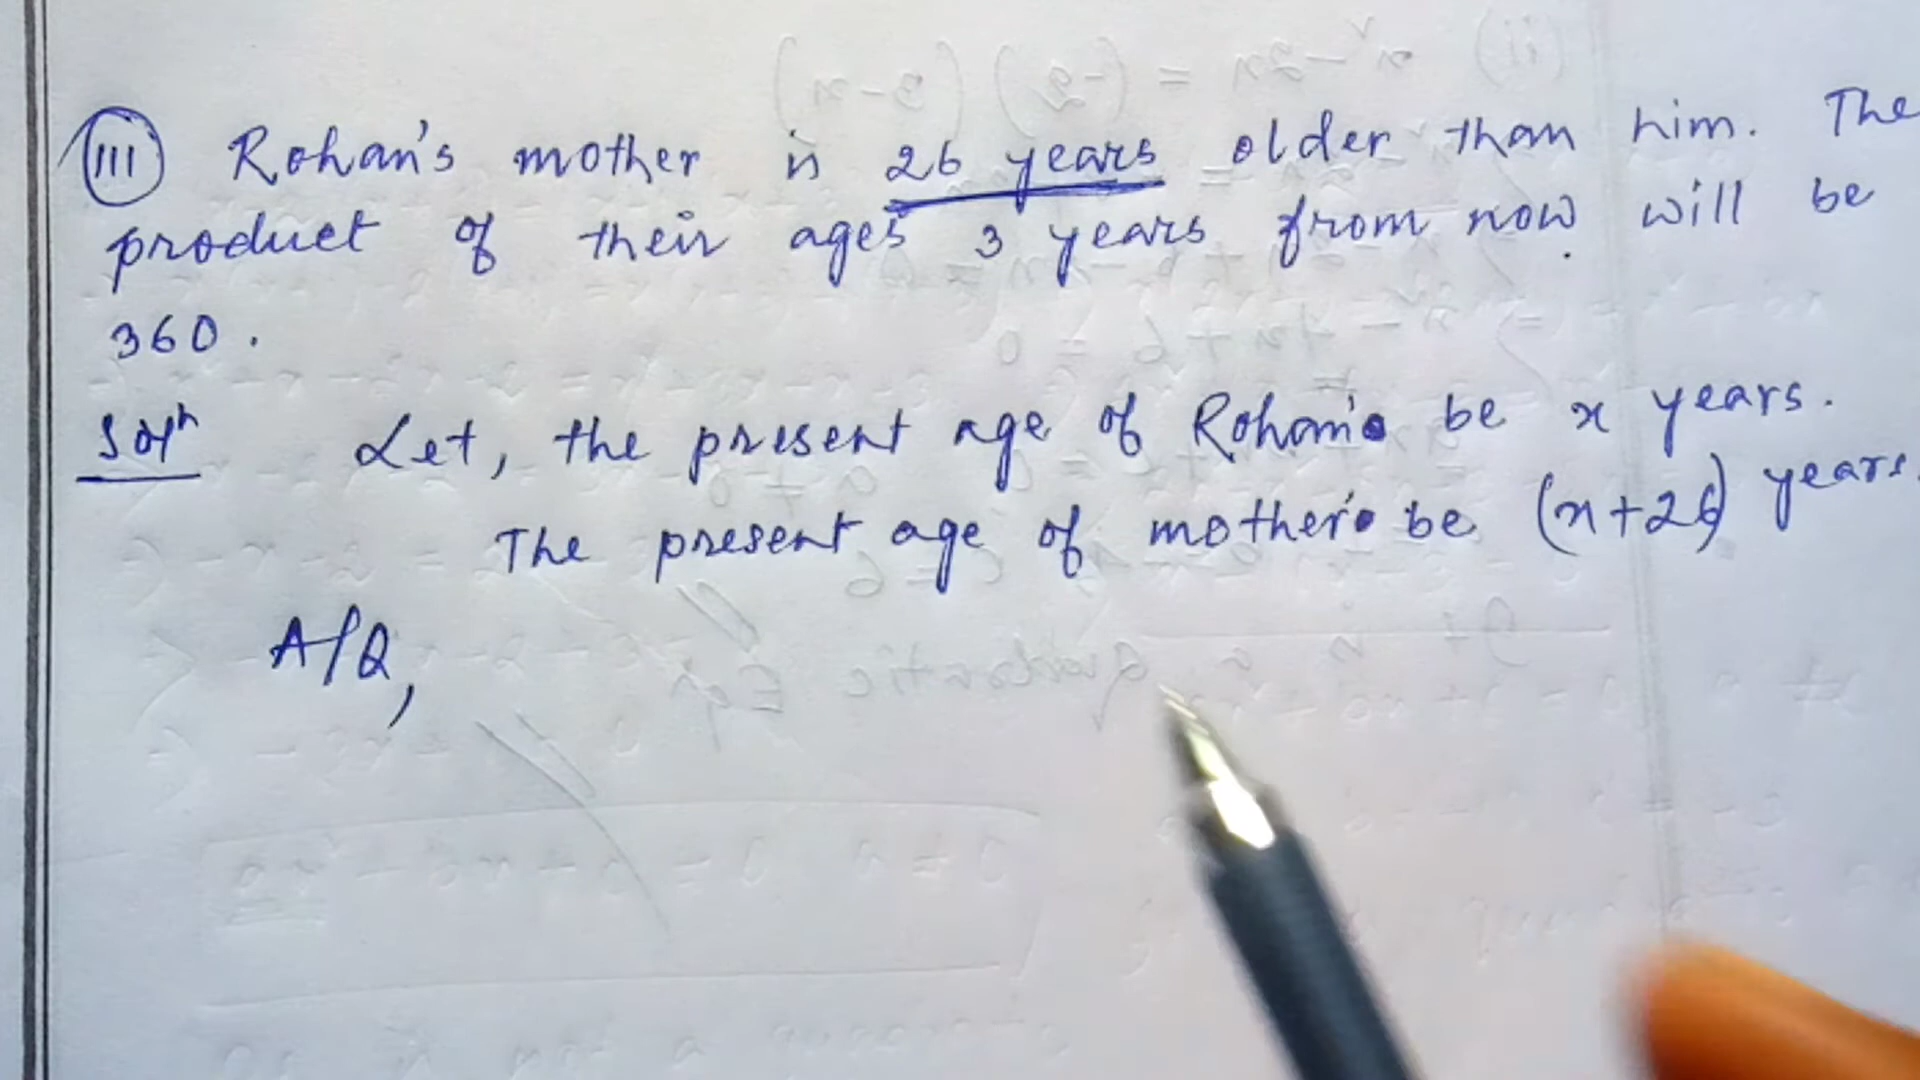 (III) Rohan's mother is 26 years older than him. The
product of their ages 3 years from now will be
360.
Solⁿ Let, the present age of Rohan's be x years.
The present age of mother's be (x+26) years.
A/Q,